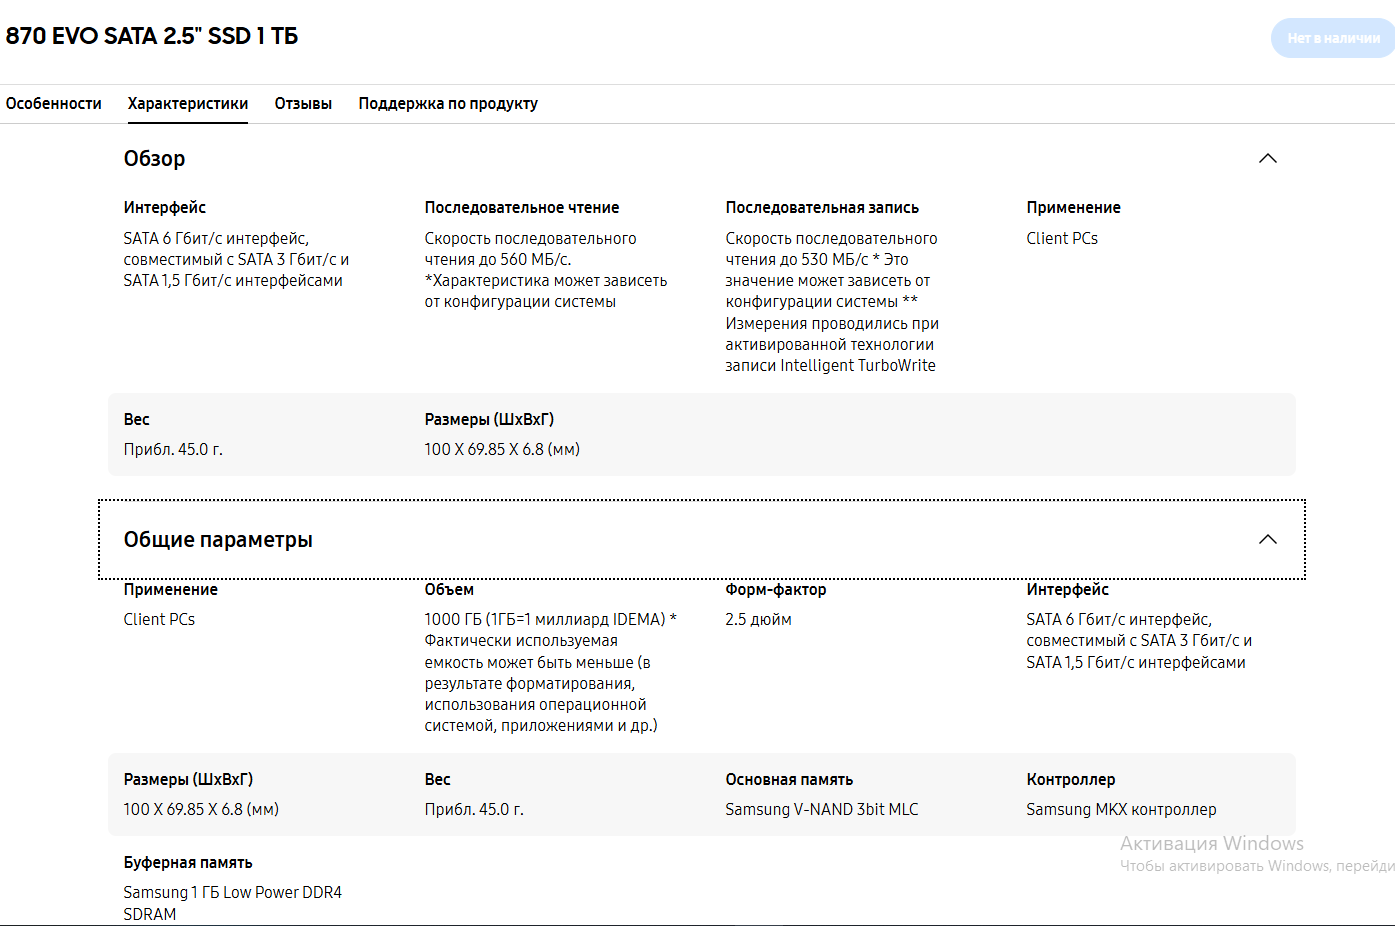 870 EVO SATA 2.5" SSD 1 ТБ
Нет в наличии
Особенности
Характеристики
Отзывы
Поддержка по продукту
Обзор
Интерфейс
SATA 6 Гбит/с интерфейс,
совместимый с SATA 3 Гбит/с и
SATA 1,5 Гбит/с интерфейсами
Последовательное чтение
Скорость последовательного
чтения до 560 МБ/с.
*Характеристика может зависеть
от конфигурации системы
Последовательная запись
Скорость последовательного
чтения до 530 МБ/с * Это
значение может зависеть от
конфигурации системы **
Измерения проводились при
активированной технологии
записи Intelligent TurboWrite
Применение
Client PCs
Вес
Прибл. 45.0 г.
Размеры (ШxВxГ)
100 X 69.85 X 6.8 (мм)
Общие параметры
Применение
Client PCs
Объем
1000 ГБ (1ГБ=1 миллиард IDEMA) *
Фактически используемая
емкость может быть меньше (в
результате форматирования,
использования операционной
системой, приложениями и др.)
Форм-фактор
2.5 дюйм
Интерфейс
SATA 6 Гбит/с интерфейс,
совместимый с SATA 3 Гбит/с и
SATA 1,5 Гбит/с интерфейсами
Размеры (ШxВxГ)
100 X 69.85 X 6.8 (мм)
Вес
Прибл. 45.0 г.
Основная память
Samsung V-NAND 3bit MLC
Контроллер
Samsung MKX контроллер
Активация Windows
Чтобы активировать Windows, перейди
Буферная память
Samsung 1 ГБ Low Power DDR4
SDRAM